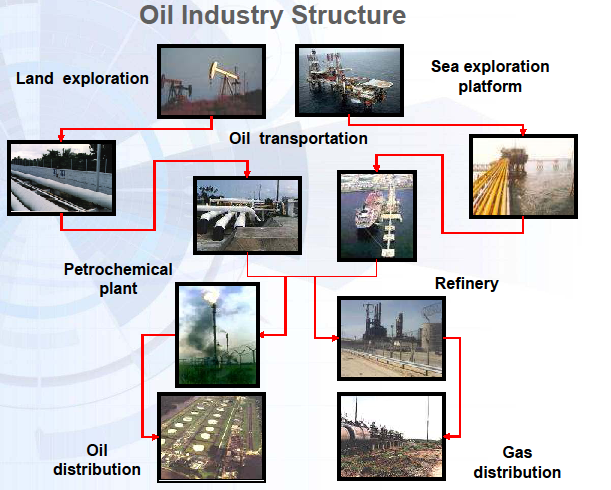 Oil Industry Structure
Land exploration
Sea exploration
platform
Oil transportation
Petrochemical
plant
Refinery
Oil
distribution
Gas
distribution